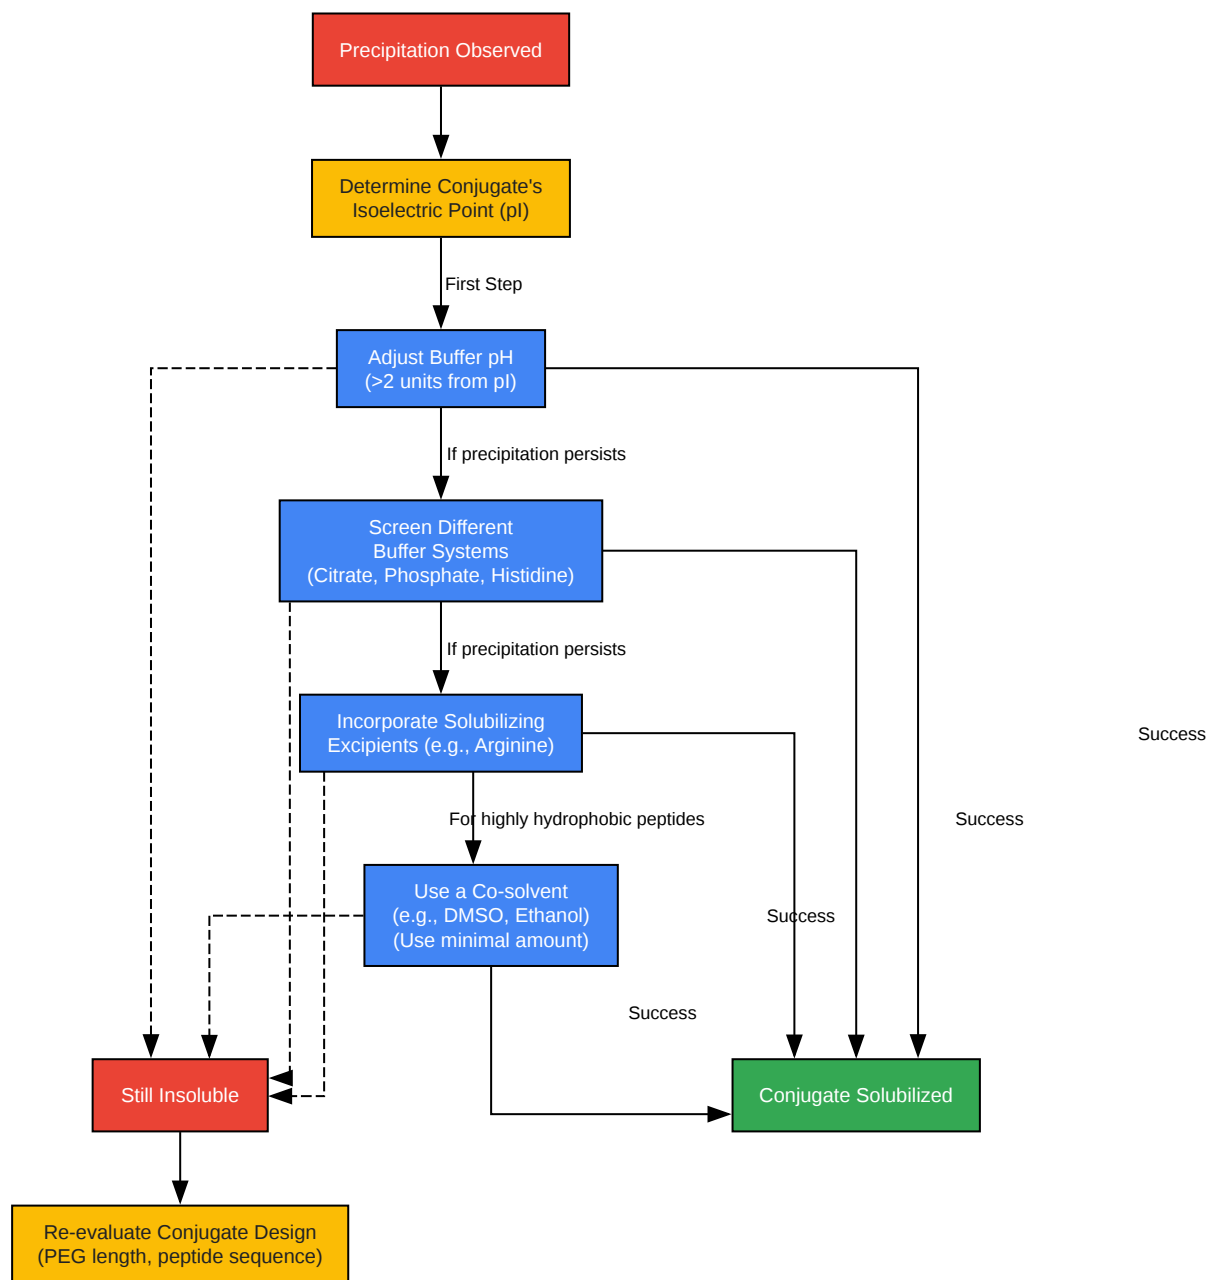 Precipitation Observed
Determine Conjugate's
Isoelectric Point (pI)
First Step
Adjust Buffer pH
(>2 units from pI)
If precipitation persists
Screen Different
Buffer Systems
(Citrate, Phosphate, Histidine)
If precipitation persists
Incorporate Solubilizing
Excipients (e.g., Arginine)
Success
For highly hydrophobic peptides
Success
Use a Co-solvent
(e.g., DMSO, Ethanol)
(Use minimal amount)
Success
Success
Still Insoluble
Conjugate Solubilized
Re-evaluate Conjugate Design
(PEG length, peptide sequence)